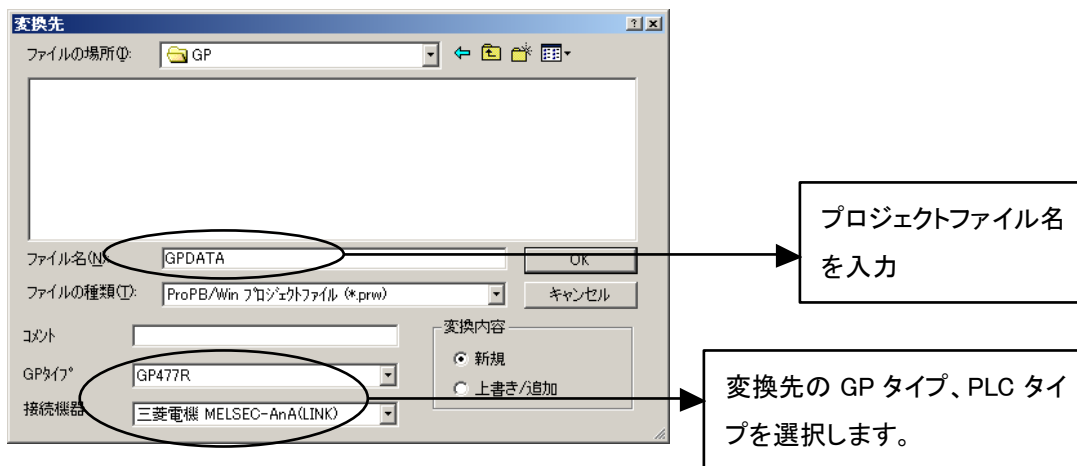 変換先
ファイルの場所(I):
GP
ファイル名(N):
GPDATA
OK
ファイルの種類(T):
ProPB/Win プロジェクトファイル (*.prw)
キャンセル
コメント
変換内容
新規
上書き/追加
GPタイプ
GP477R
接続機器
三菱電機 MELSEC-AnA(LINK)
プロジェクトファイル名
を入力
変換先の GP タイプ、PLC タイ
プを選択します。